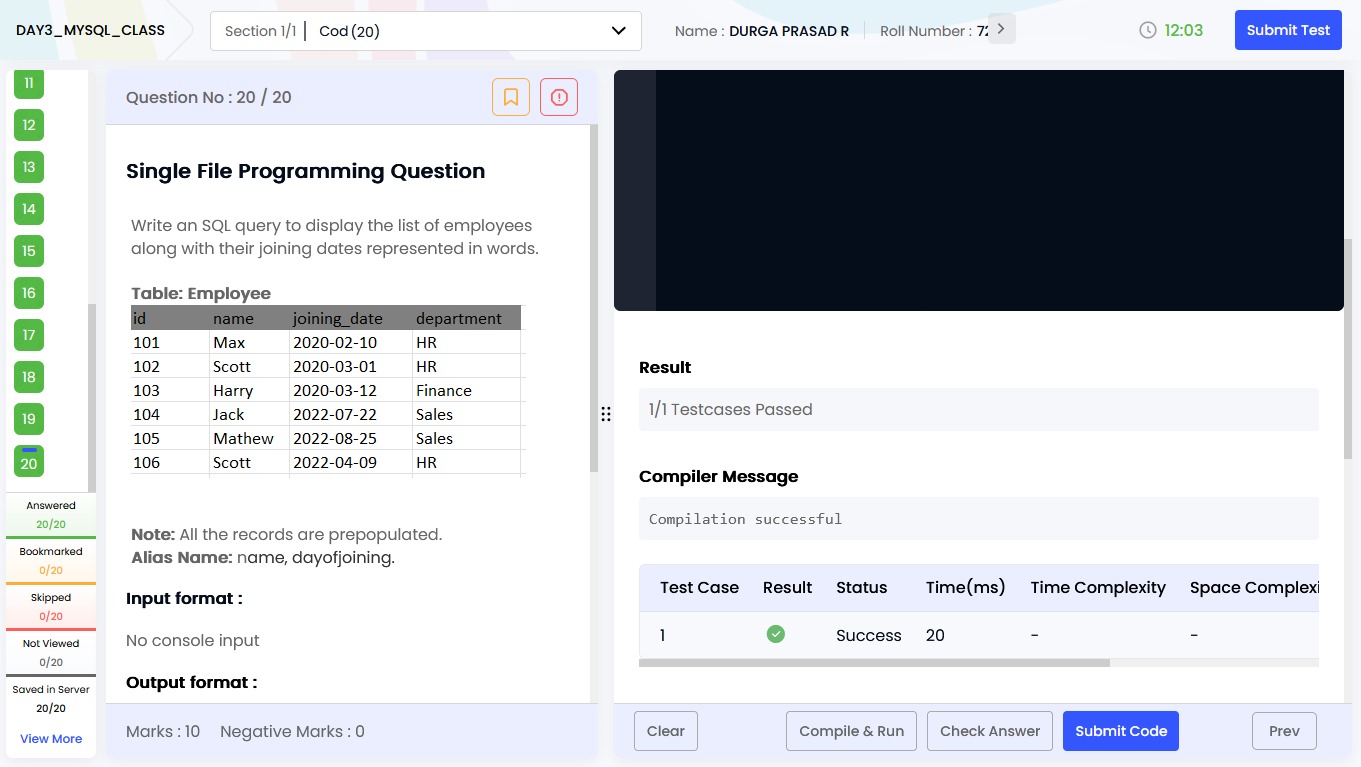 DAY3_MYSQL_CLASS
Section 1/1 | Cod (20)
Name : DURGA PRASAD R
Roll Number :
12:03
Submit Test
11
12
13
14
15
16
17
18
19
20
Answered
20/20
Bookmarked
0/20
Skipped
0/20
Not Viewed
0/20
Saved in Server
20/20
View More
Question No : 20 / 20
Single File Programming Question
Write an SQL query to display the list of employees
along with their joining dates represented in words.
Table: Employee
id name joining_date department
101 Max 2020-02-10 HR
102 Scott 2020-03-01 HR
103 Harry 2020-03-12 Finance
104 Jack 2022-07-22 Sales
105 Mathew 2022-08-25 Sales
106 Scott 2022-04-09 HR
Note: All the records are prepopulated.
Alias Name: name, dayofjoining.
Input format :
No console input
Output format :
Marks : 10 Negative Marks : 0
Result
1/1 Testcases Passed
Compiler Message
Compilation successful
Test Case Result Status Time(ms) Time Complexity Space Complexi
1 Success 20 - -
Clear
Compile & Run
Check Answer
Submit Code
Prev